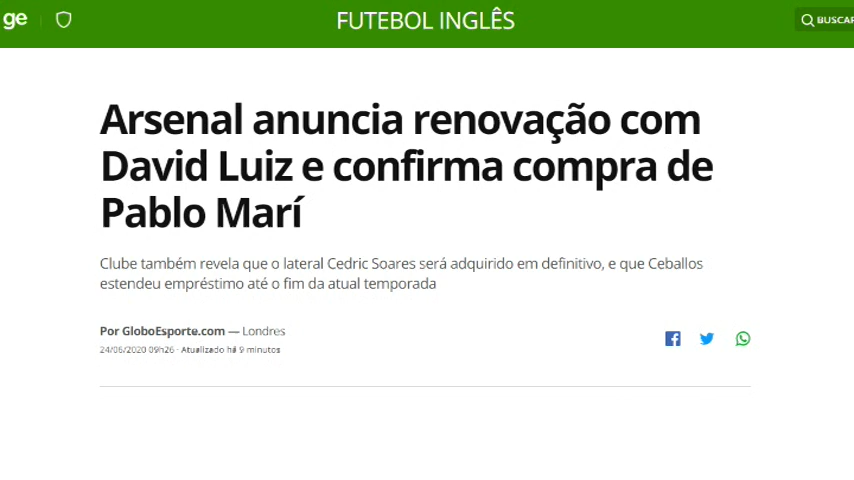 ge
FUTEBOL INGLÊS
BUSCAR
Arsenal anuncia renovação com
David Luiz e confirma compra de
Pablo Marí
Clube também revela que o lateral Cedric Soares será adquirido em definitivo, e que Ceballos
estendeu empréstimo até o fim da atual temporada
Por GloboEsporte.com — Londres
24/06/2020 09h26 · Atualizado há 9 minutos